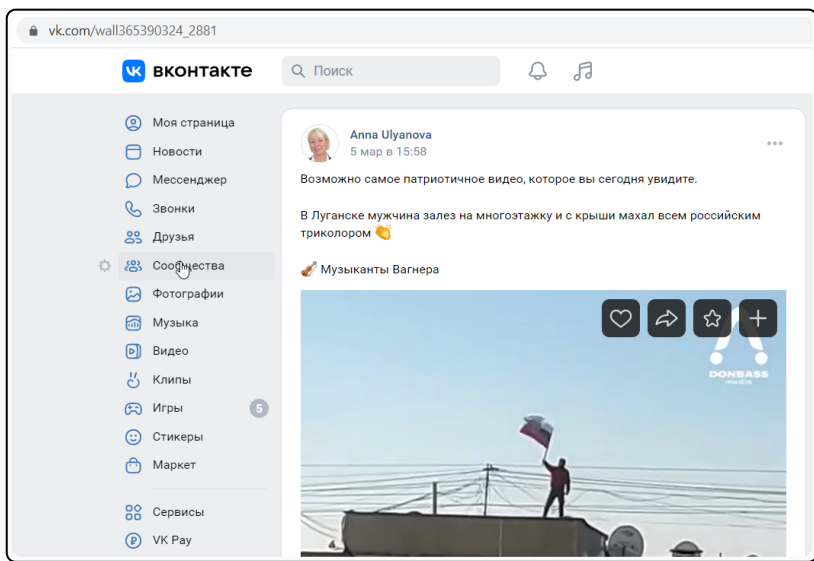 vk.com/wall365390324_2881
вконтакте
Поиск
Моя страница
Новости
Мессенджер
Звонки
Друзья
Сообщества
Фотографии
Музыка
Видео
Клипы
Игры
5
Стикеры
Маркет
Сервисы
VK Pay
Anna Ulyanova
5 мар в 15:58
Возможно самое патриотичное видео, которое вы сегодня увидите.
В Луганске мужчина залез на многоэтажку и с крыши махал всем российским
триколором 👏
🎻 Музыканты Вагнера
DONBASS
media